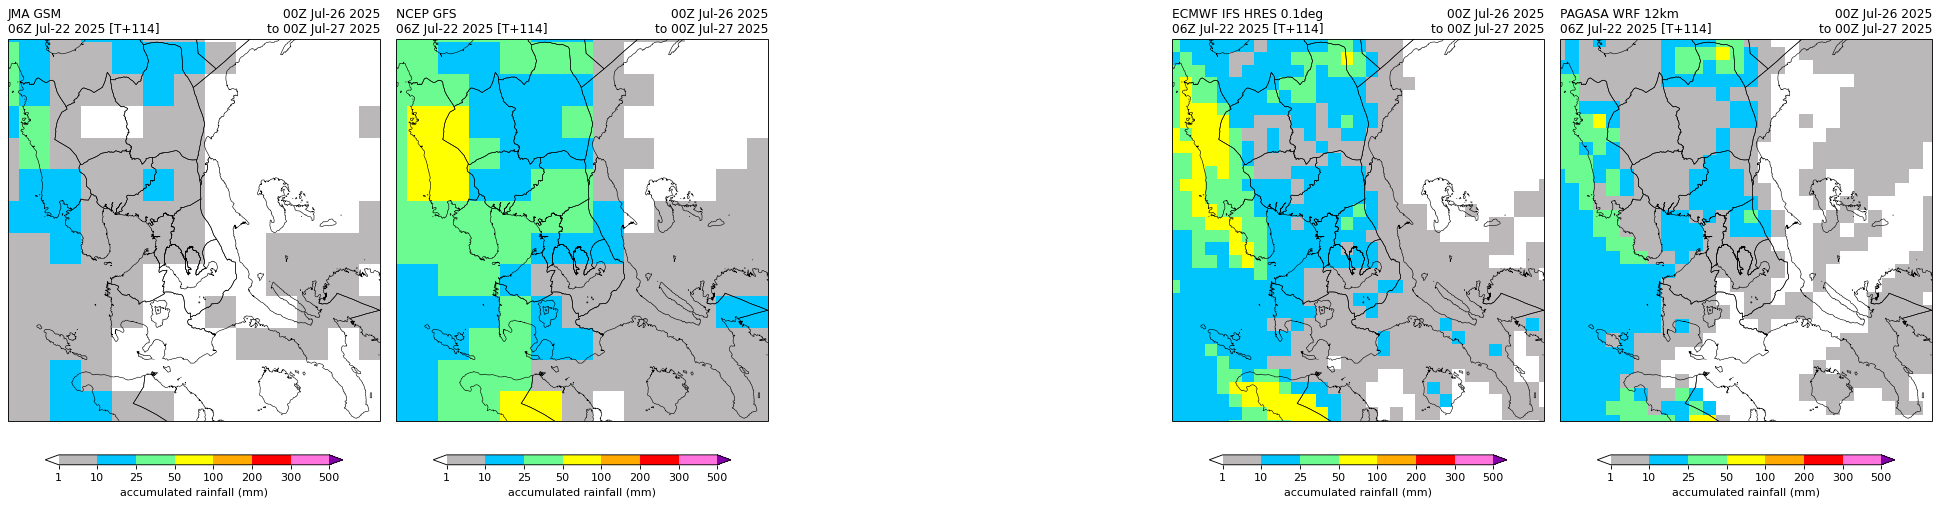 JMA GSM 00Z Jul-26 2025
06Z Jul-22 2025 [T+114] to 00Z Jul-27 2025
1 10 25 50 100 200 300 500
accumulated rainfall (mm)
NCEP GFS 00Z Jul-26 2025
06Z Jul-22 2025 [T+114] to 00Z Jul-27 2025
1 10 25 50 100 200 300 500
accumulated rainfall (mm)
ECMWF IFS HRES 0.1deg 00Z Jul-26 2025
06Z Jul-22 2025 [T+114] to 00Z Jul-27 2025
1 10 25 50 100 200 300 500
accumulated rainfall (mm)
PAGASA WRF 12km 00Z Jul-26 2025
06Z Jul-22 2025 [T+114] to 00Z Jul-27 2025
1 10 25 50 100 200 300 500
accumulated rainfall (mm)